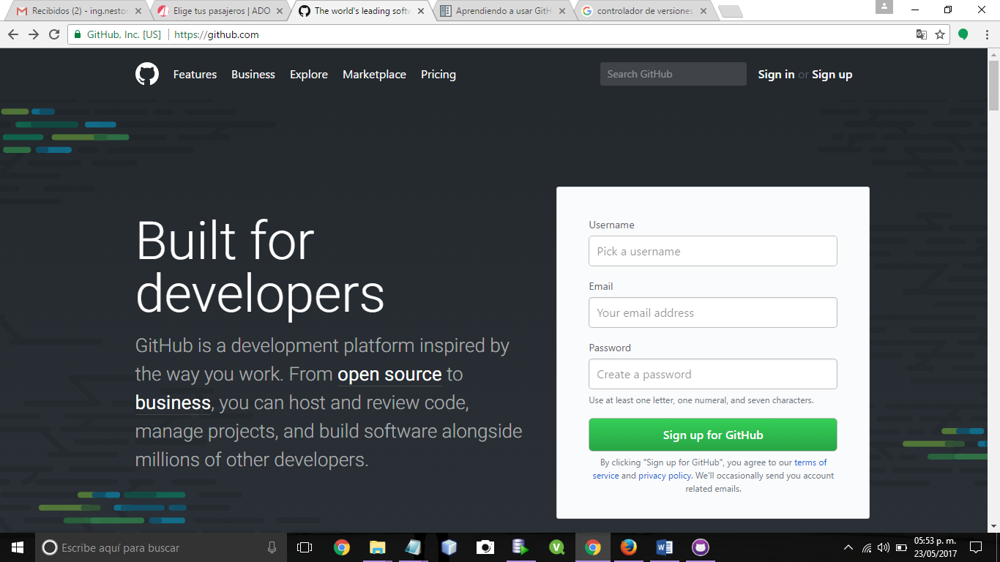 Recibidos (2) - ing.nestor
Elige tus pasajeros | ADO
The world's leading softw
Aprendiendo a usar GitH
controlador de versiones
GitHub, Inc. [US]
https://github.com
Features
Business
Explore
Marketplace
Pricing
Search GitHub
Sign in or Sign up
Built for
developers
GitHub is a development platform inspired by
the way you work. From open source to
business, you can host and review code,
manage projects, and build software alongside
millions of other developers.
Username
Pick a username
Email
Your email address
Password
Create a password
Use at least one letter, one numeral, and seven characters.
Sign up for GitHub
By clicking "Sign up for GitHub", you agree to our terms of
service and privacy policy. We'll occasionally send you account
related emails.
Escribe aquí para buscar
05:53 p. m.
23/05/2017